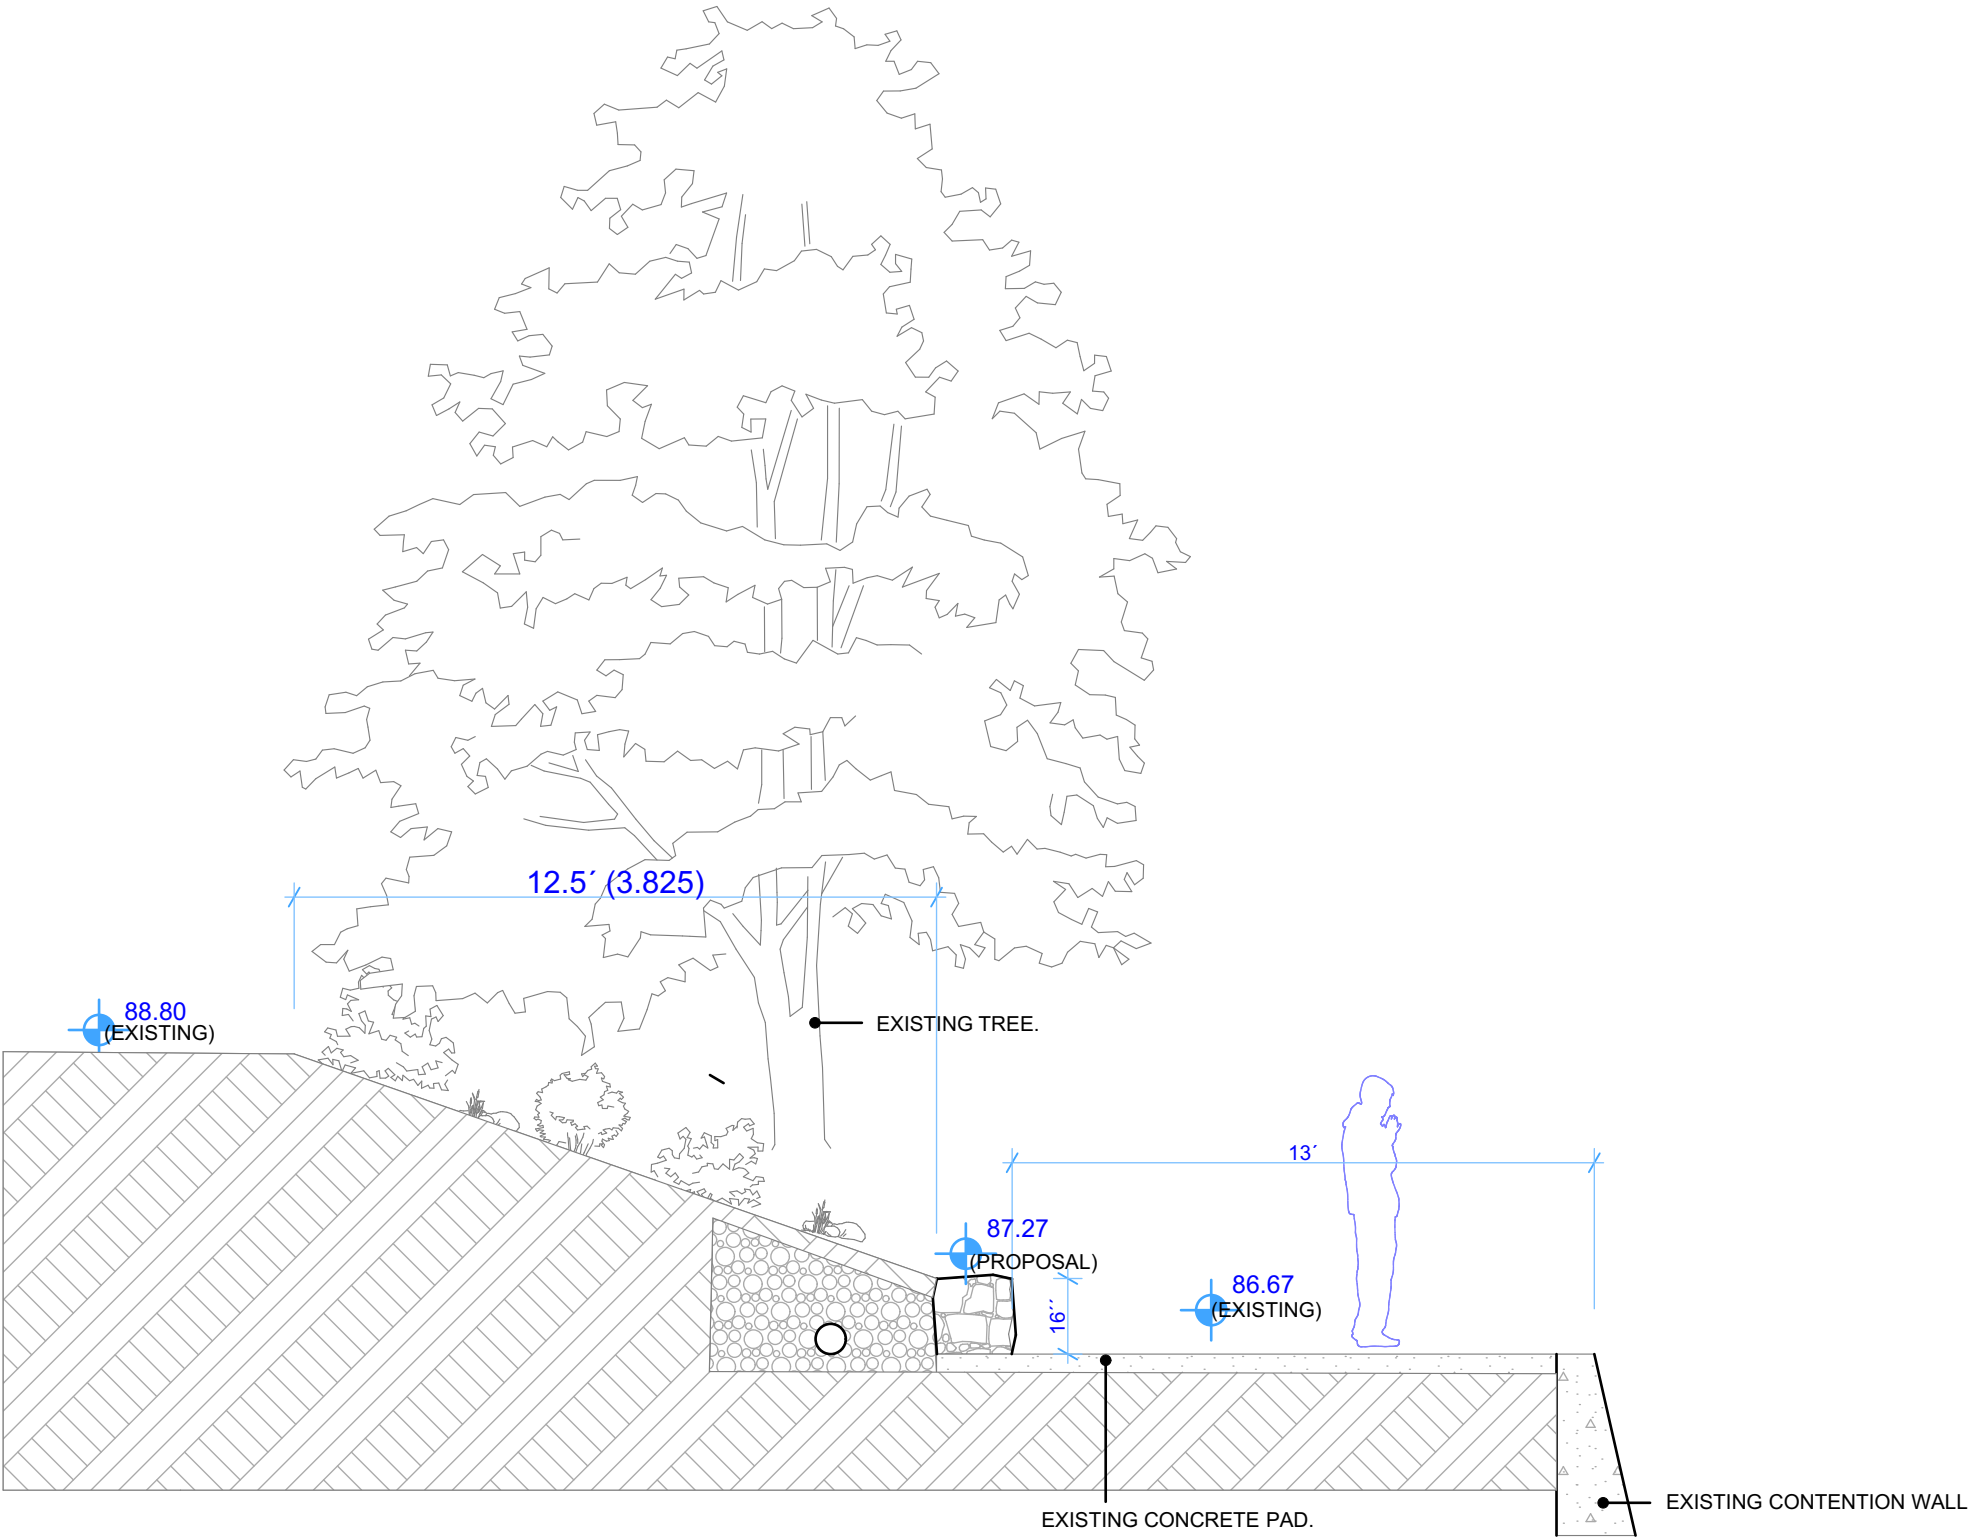 12.5´ (3.825)
88.80
(EXISTING)
EXISTING TREE.
13´
87.27
(PROPOSAL)
16´´
86.67
(EXISTING)
EXISTING CONTENTION WALL
EXISTING CONCRETE PAD.